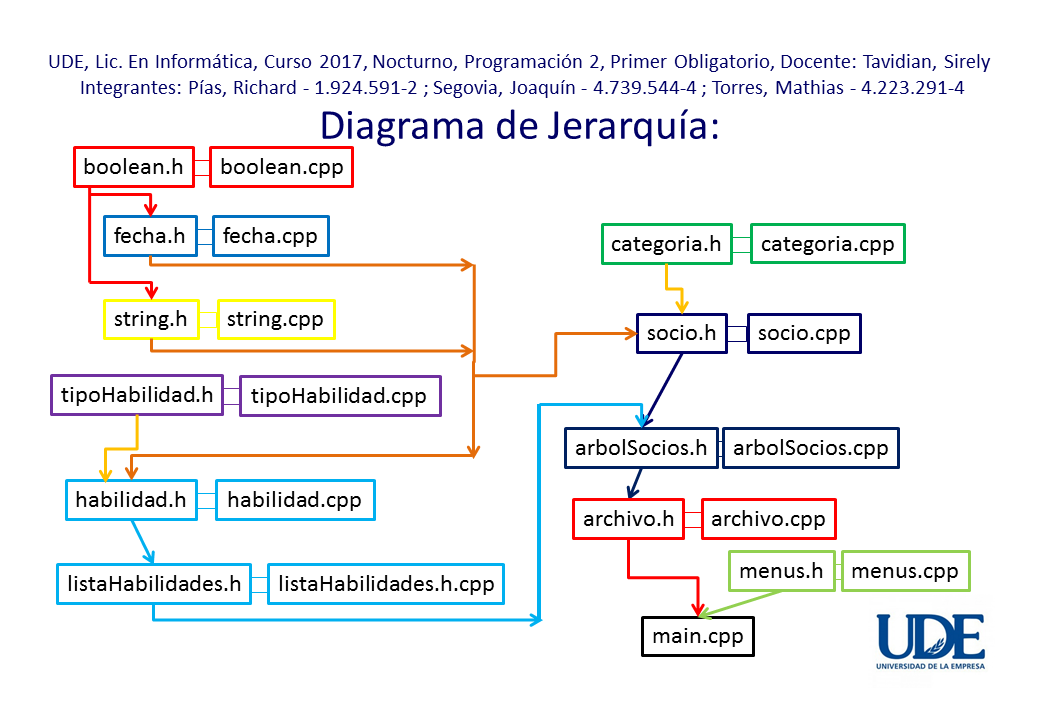 UDE, Lic. En Informática, Curso 2017, Nocturno, Programación 2, Primer Obligatorio, Docente: Tavidian, Sirely
Integrantes: Pías, Richard - 1.924.591-2 ; Segovia, Joaquín - 4.739.544-4 ; Torres, Mathias - 4.223.291-4
Diagrama de Jerarquía:
boolean.h
boolean.cpp
fecha.h
fecha.cpp
string.h
string.cpp
tipoHabilidad.h
tipoHabilidad.cpp
habilidad.h
habilidad.cpp
listaHabilidades.h
listaHabilidades.h.cpp
categoria.h
categoria.cpp
socio.h
socio.cpp
arbolSocios.h
arbolSocios.cpp
archivo.h
archivo.cpp
menus.h
menus.cpp
main.cpp
UDE
UNIVERSIDAD DE LA EMPRESA